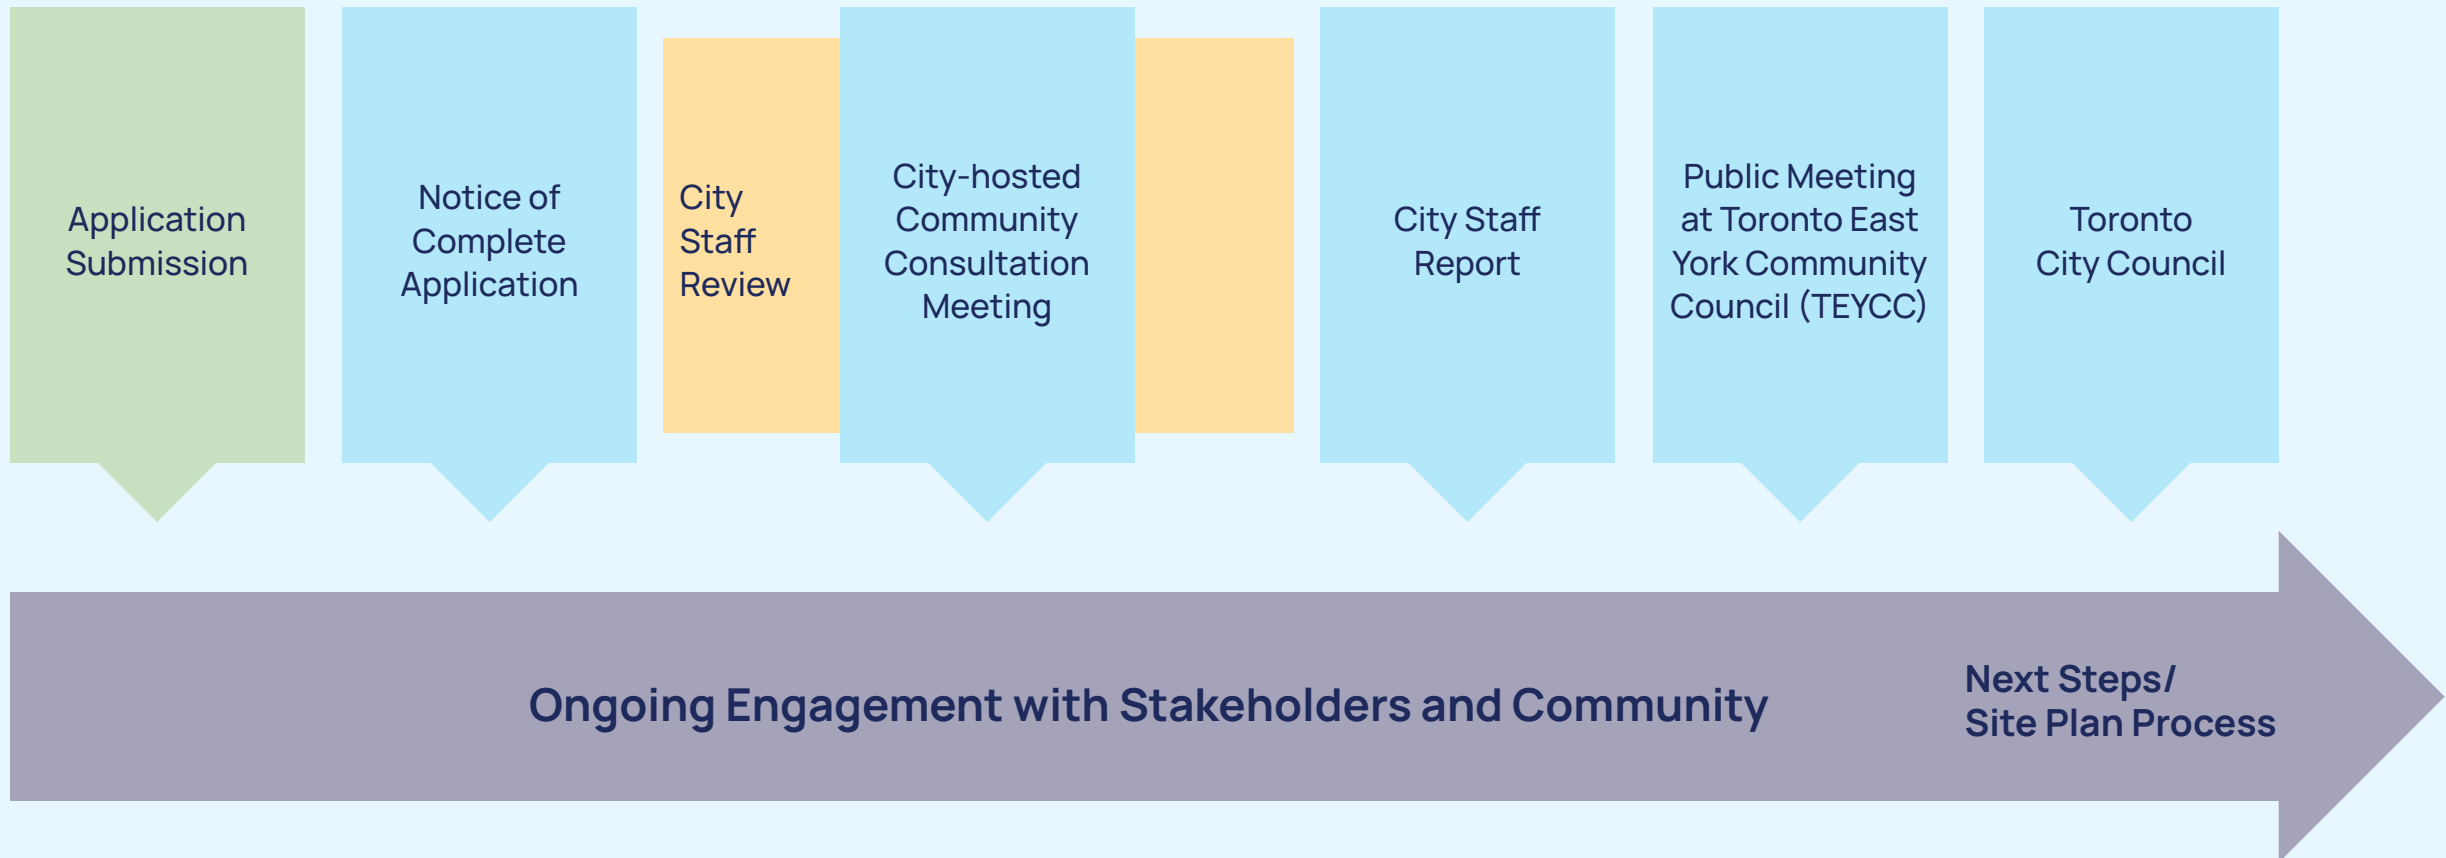 Application
Submission
Notice of
Complete
Application
City
Staff
Review
City-hosted
Community
Consultation
Meeting
City Staff
Report
Public Meeting
at Toronto East
York Community
Council (TEYCC)
Toronto
City Council
Ongoing Engagement with Stakeholders and Community
Next Steps/
Site Plan Process